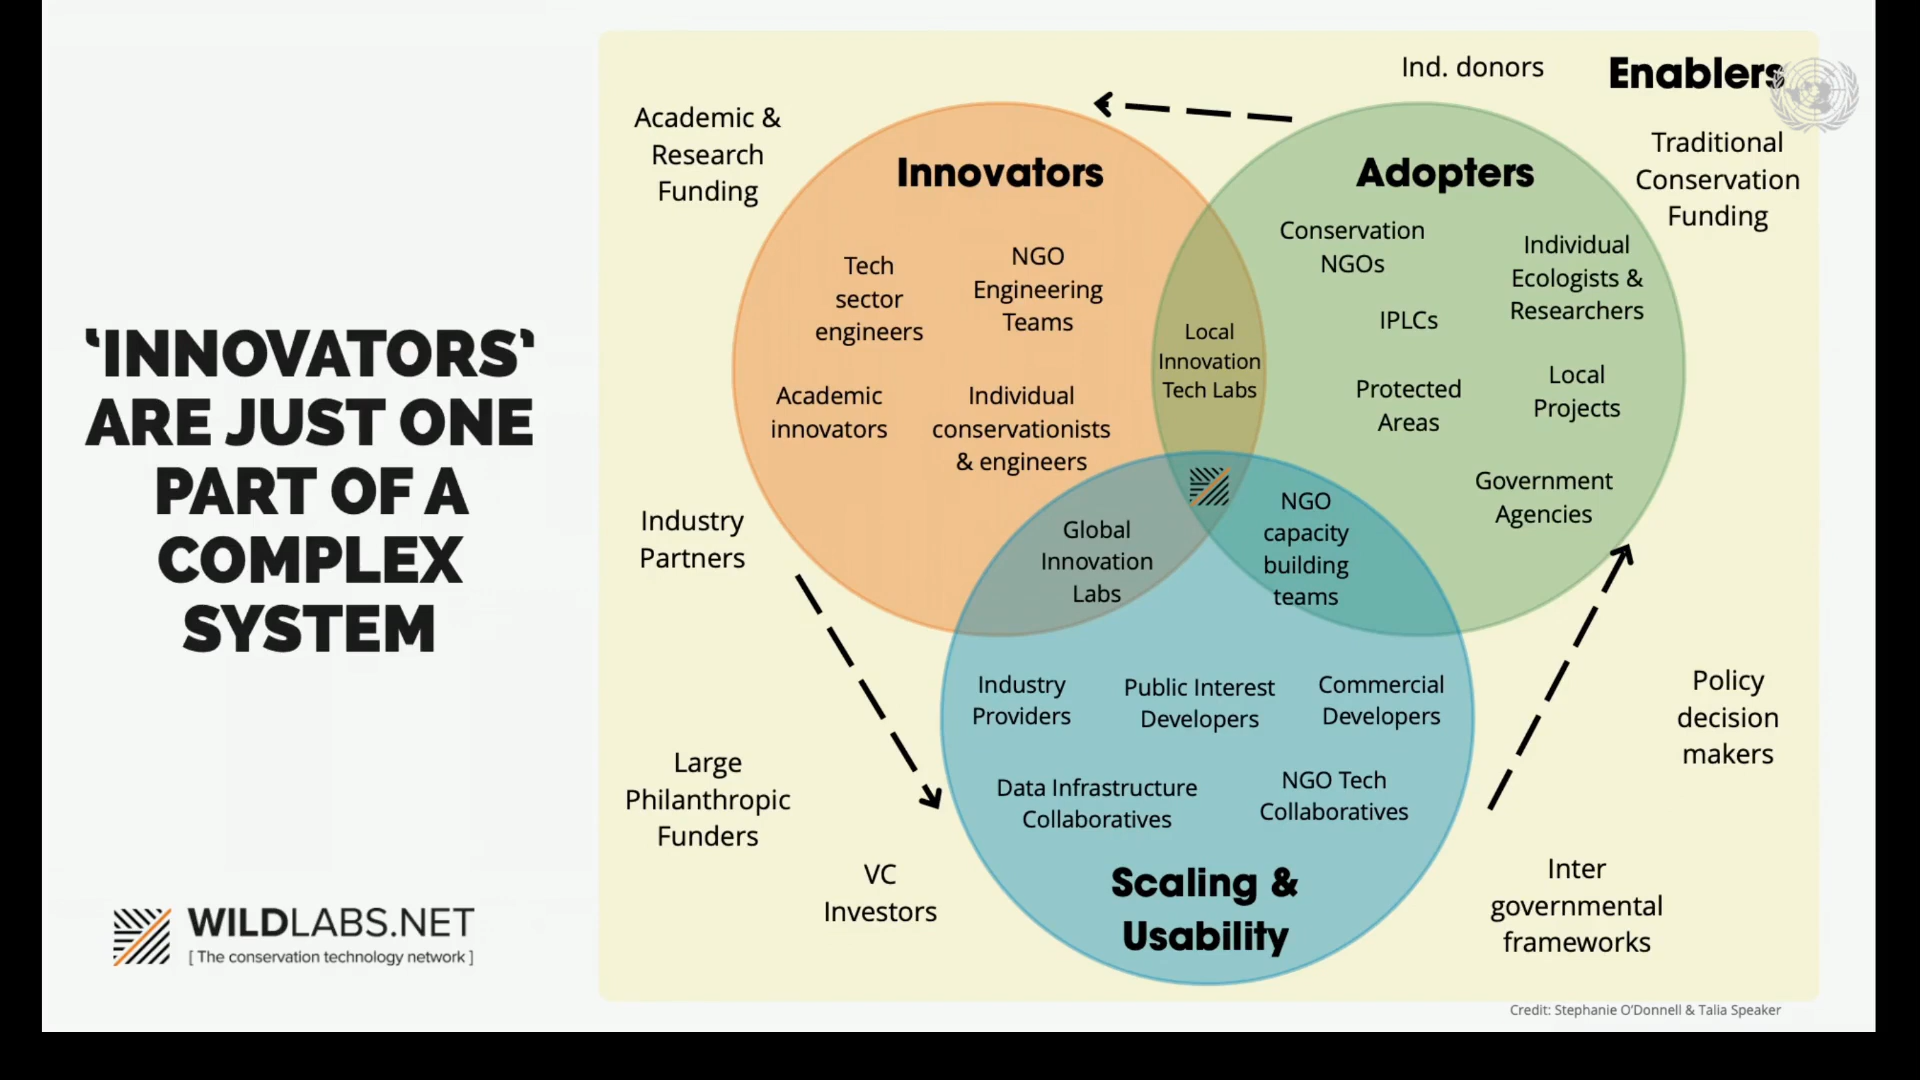 ‘INNOVATORS’
ARE JUST ONE
PART OF A
COMPLEX
SYSTEM
WILDLABS.NET
[ The conservation technology network ]
Enablers
Ind. donors
Academic &
Research
Funding
Traditional
Conservation
Funding
Innovators
Tech
sector
engineers
NGO
Engineering
Teams
Academic
innovators
Individual
conservationists
& engineers
Local
Innovation
Tech Labs
Adopters
Conservation
NGOs
Individual
Ecologists &
Researchers
IPLCs
Protected
Areas
Local
Projects
Government
Agencies
Global
Innovation
Labs
NGO
capacity
building
teams
Industry
Providers
Public Interest
Developers
Commercial
Developers
Data Infrastructure
Collaboratives
NGO Tech
Collaboratives
Scaling &
Usability
Industry
Partners
Large
Philanthropic
Funders
VC
Investors
Policy
decision
makers
Inter
governmental
frameworks
Credit: Stephanie O’Donnell & Talia Speaker